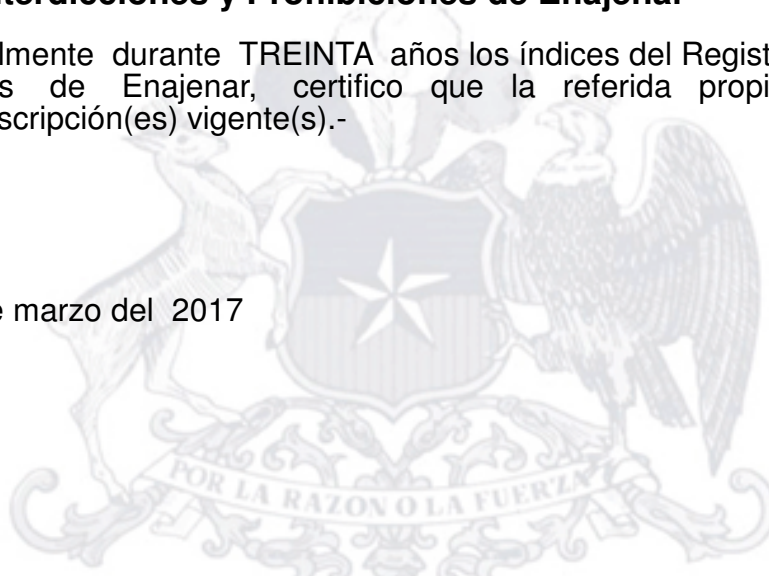 nterdicciones y Prohibiciones de Enajenar
lmente durante TREINTA años los índices del Regist
s de Enajenar, certifico que la referida propi
scripción(es) vigente(s).-
e marzo del 2017
POR LA RAZON O LA FUERZA